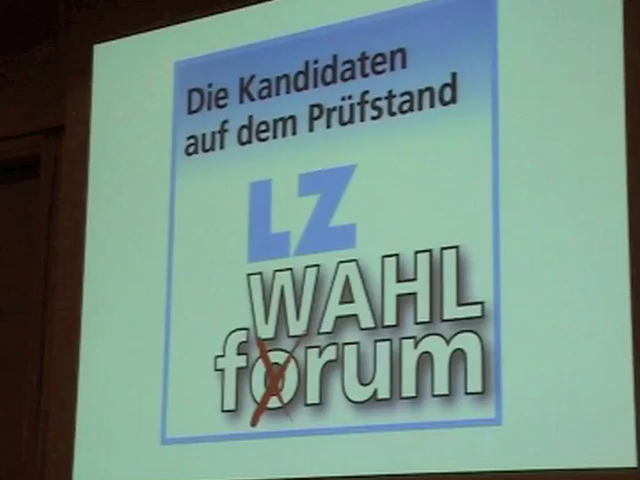 Die Kandidaten
auf dem Prüfstand
LZ
WAHL
forum